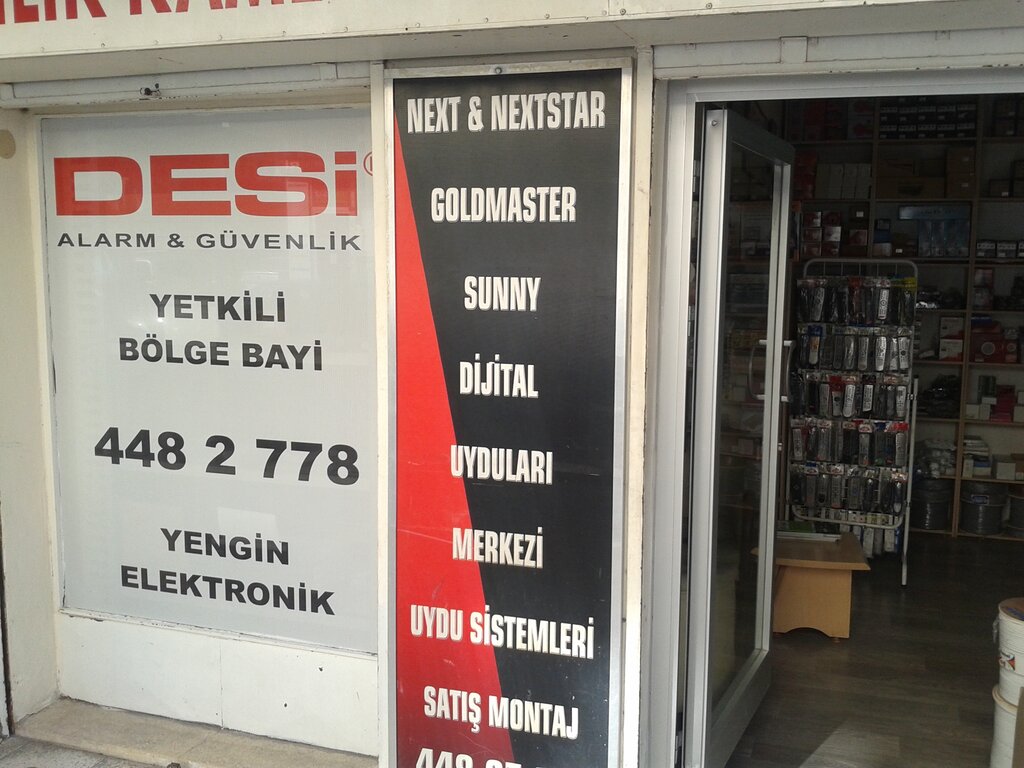 DESi
ALARM & GÜVENLİK
YETKİLİ
BÖLGE BAYİ
448 2 778
YENGİN
ELEKTRONİK
NEXT & NEXTSTAR
GOLDMASTER
SUNNY
DİJİTAL
UYDULARI
MERKEZİ
UYDU SİSTEMLERİ
SATIŞ MONTAJ